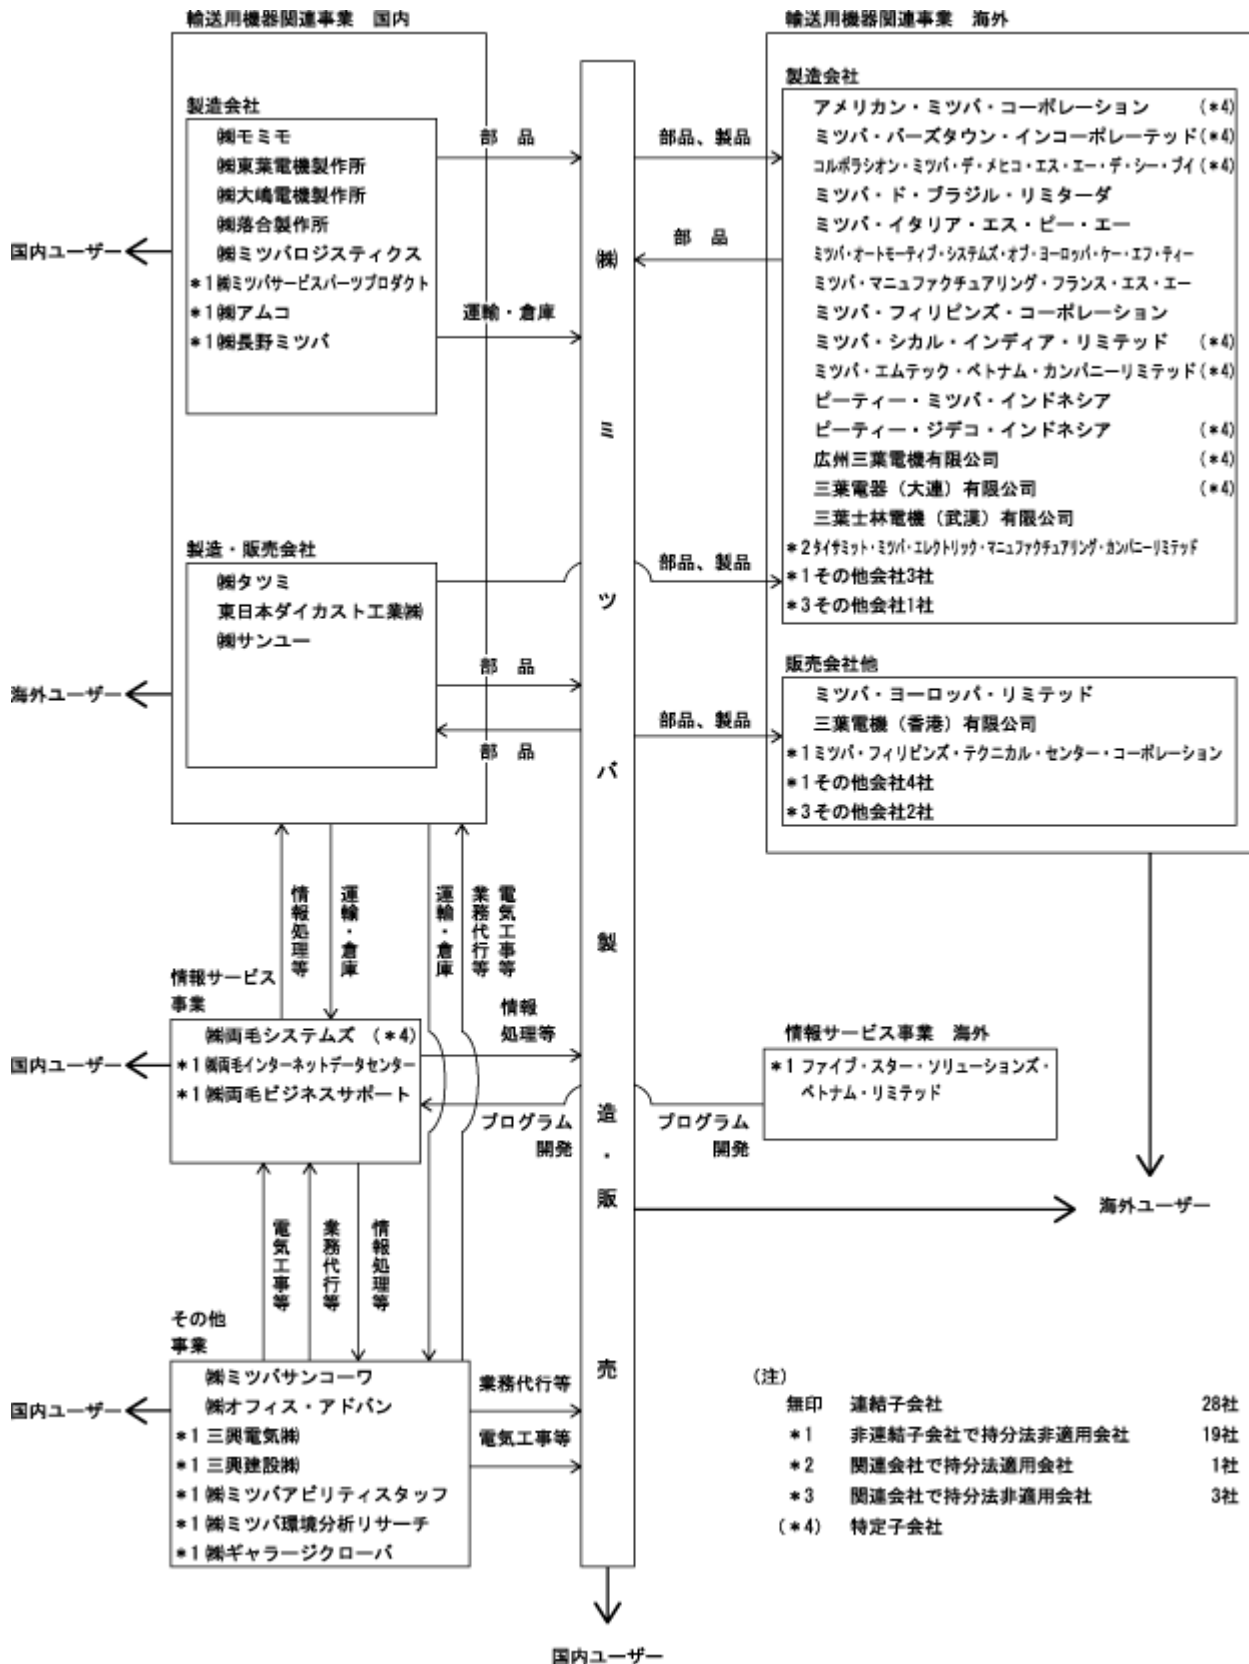 輸送用機器関連事業　国内
製造会社
㈱モミモ
㈱東葉電機製作所
㈱大嶋電機製作所
㈱落合製作所
㈱ミツバロジスティクス
＊1㈱ミツバサービスパーツプロダクト
＊1㈱アムコ
＊1㈱長野ミツバ
製造・販売会社
㈱タツミ
東日本ダイカスト工業㈱
㈱サンユー
国内ユーザー
海外ユーザー
部　品
運輸・倉庫
部　品
部　品
㈱ミツバ製造・販売
部品、製品
部　品
部品、製品
部品、製品
輸送用機器関連事業　海外
製造会社
アメリカン・ミツバ・コーポレーション　(＊4)
ミツバ・バーズタウン・インコーポレーテッド(＊4)
コルポラシオン・ミツバ・デ・メヒコ・エス・エー・デ・シー・ブイ(＊4)
ミツバ・ド・ブラジル・リミターダ
ミツバ・イタリア・エス・ピー・エー
ミツバ・オートモーティブ・システムズ・オブ・ヨーロッパ・ケー・エフ・ティー
ミツバ・マニュファクチュアリング・フランス・エス・エー
ミツバ・フィリピンズ・コーポレーション
ミツバ・シカル・インディア・リミテッド　(＊4)
ミツバ・エムテック・ベトナム・カンパニーリミテッド(＊4)
ピーティー・ミツバ・インドネシア
ピーティー・ジデコ・インドネシア　(＊4)
広州三葉電機有限公司　(＊4)
三葉電器（大連）有限公司　(＊4)
三葉士林電機（武漢）有限公司
＊2タイサミット・ミツバ・エレクトリック・マニュファクチュアリング・カンパニーリミテッド
＊1その他会社3社
＊3その他会社1社
販売会社他
ミツバ・ヨーロッパ・リミテッド
三葉電機（香港）有限公司
＊1ミツバ・フィリピンズ・テクニカル・センター・コーポレーション
＊1その他会社4社
＊3その他会社2社
情報処理等
運輸・倉庫
運輸・倉庫
業務代行等
電気工事等
情報サービス
事業
㈱両毛システムズ　(＊4)
＊1㈱両毛インターネットデータセンター
＊1㈱両毛ビジネスサポート
国内ユーザー
情報
処理等
プログラム
開発
プログラム
開発
情報サービス事業　海外
＊1 ファイブ・スター・ソリューションズ・
ベトナム・リミテッド
海外ユーザー
電気工事等
業務代行等
情報処理等
その他
事業
㈱ミツバサンコーワ
㈱オフィス・アドバン
＊1 三興電気㈱
＊1 三興建設㈱
＊1 ㈱ミツバアビリティスタッフ
＊1 ㈱ミツバ環境分析リサーチ
＊1 ㈱ギャラージクローバ
国内ユーザー
業務代行等
電気工事等
国内ユーザー
(注)
無印　連結子会社　28社
＊1　非連結子会社で持分法非適用会社　19社
＊2　関連会社で持分法適用会社　1社
＊3　関連会社で持分法非適用会社　3社
(＊4)　特定子会社